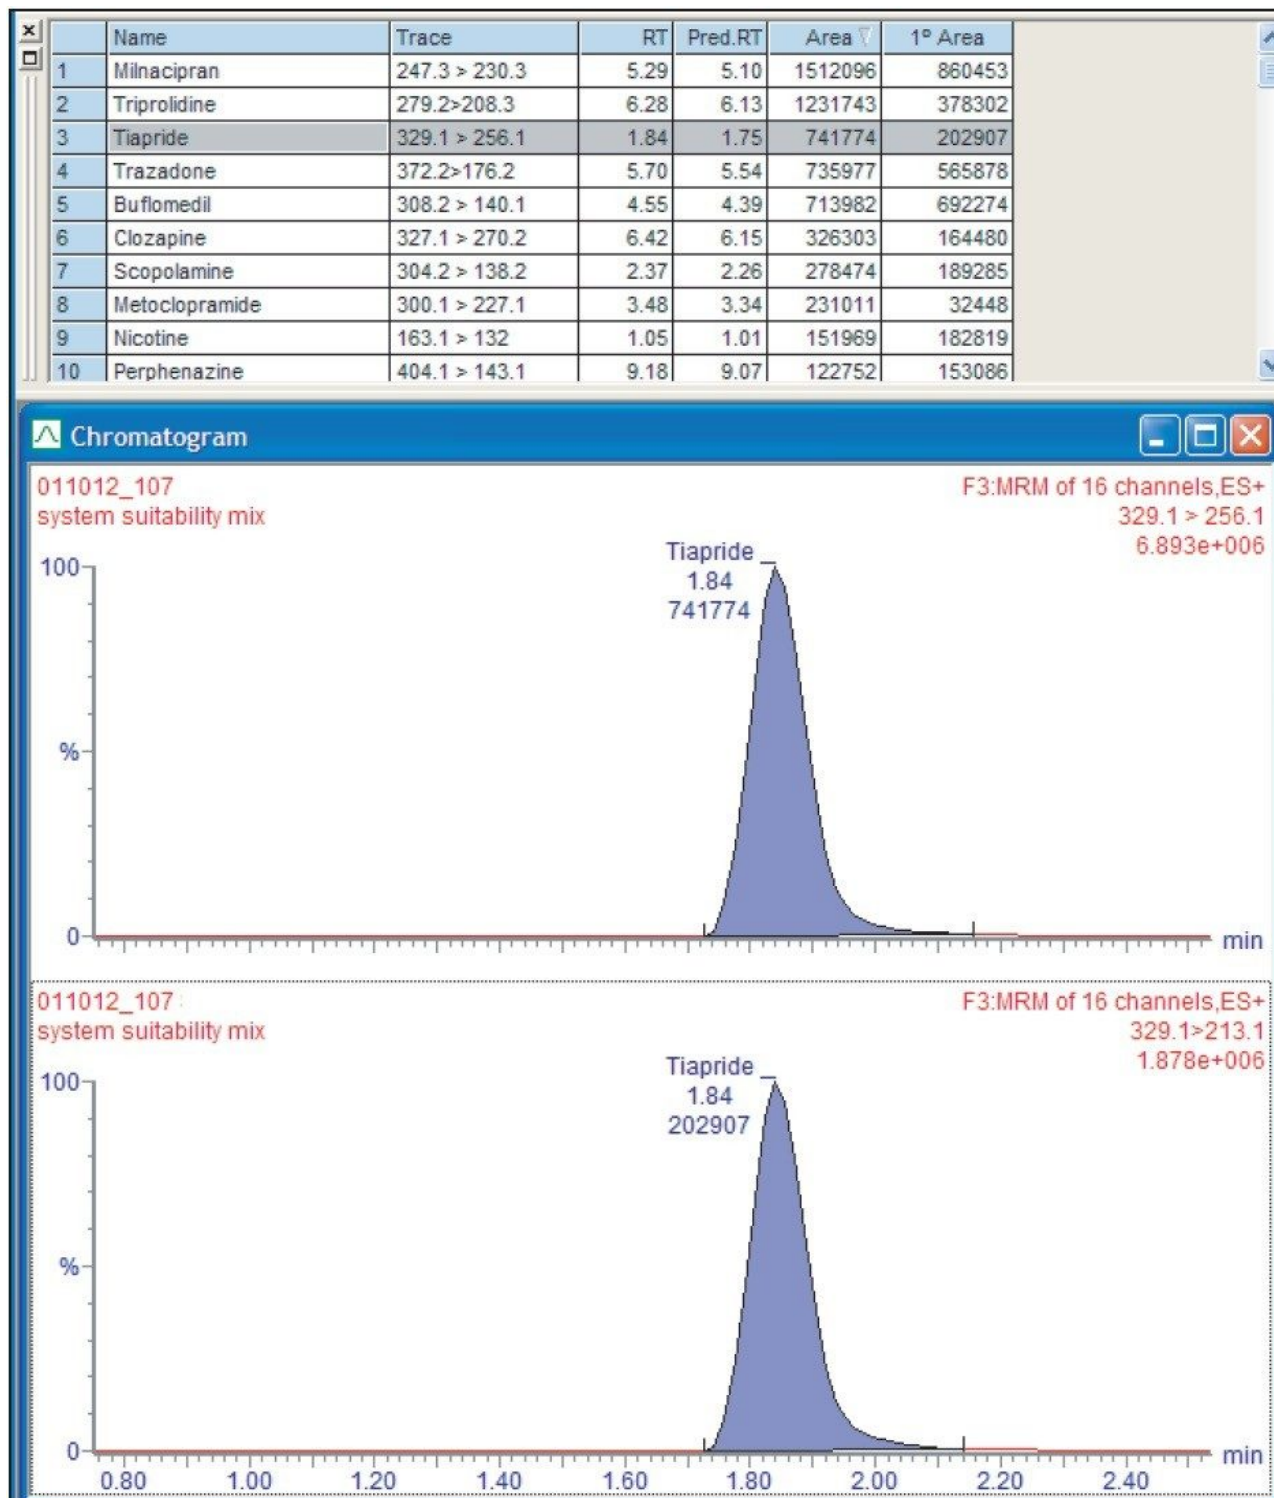 Name Trace RT Pred.RT Area 1º Area
1 Milnacipran 247.3 > 230.3 5.29 5.10 1512096 860453
2 Triprolidine 279.2>208.3 6.28 6.13 1231743 378302
3 Tiapride 329.1 > 256.1 1.84 1.75 741774 202907
4 Trazadone 372.2>176.2 5.70 5.54 735977 565878
5 Buflomedil 308.2 > 140.1 4.55 4.39 713982 692274
6 Clozapine 327.1 > 270.2 6.42 6.15 326303 164480
7 Scopolamine 304.2 > 138.2 2.37 2.26 278474 189285
8 Metoclopramide 300.1 > 227.1 3.48 3.34 231011 32448
9 Nicotine 163.1 > 132 1.05 1.01 151969 182819
10 Perphenazine 404.1 > 143.1 9.18 9.07 122752 153086
Chromatogram
011012_107 F3:MRM of 16 channels,ES+
system suitability mix 329.1 > 256.1
6.893e+006
Tiapride
1.84
741774
100
%
0
min
011012_107 F3:MRM of 16 channels,ES+
system suitability mix 329.1>213.1
1.878e+006
Tiapride
1.84
202907
100
%
0
min
0.80 1.00 1.20 1.40 1.60 1.80 2.00 2.20 2.40